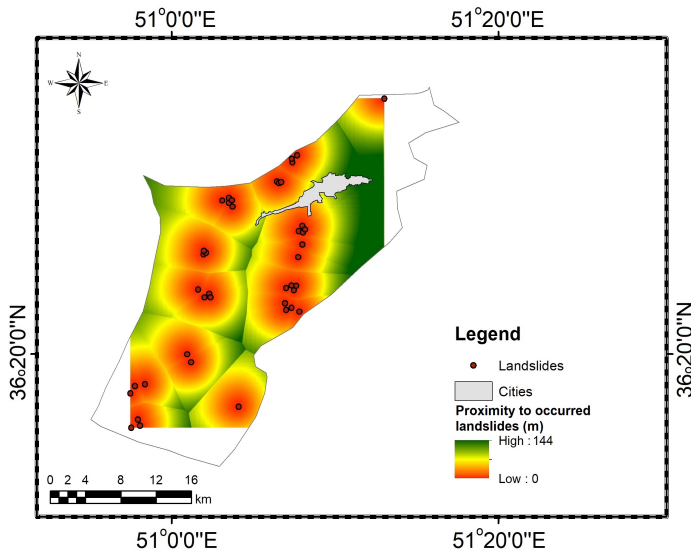 51°0'0"E 51°20'0"E
N
W E
S
36°20'0"N 36°20'0"N
Legend
Landslides
Cities
Proximity to occurred
landslides (m)
High : 144
Low : 0
0 2 4 8 12 16
km
51°0'0"E 51°20'0"E